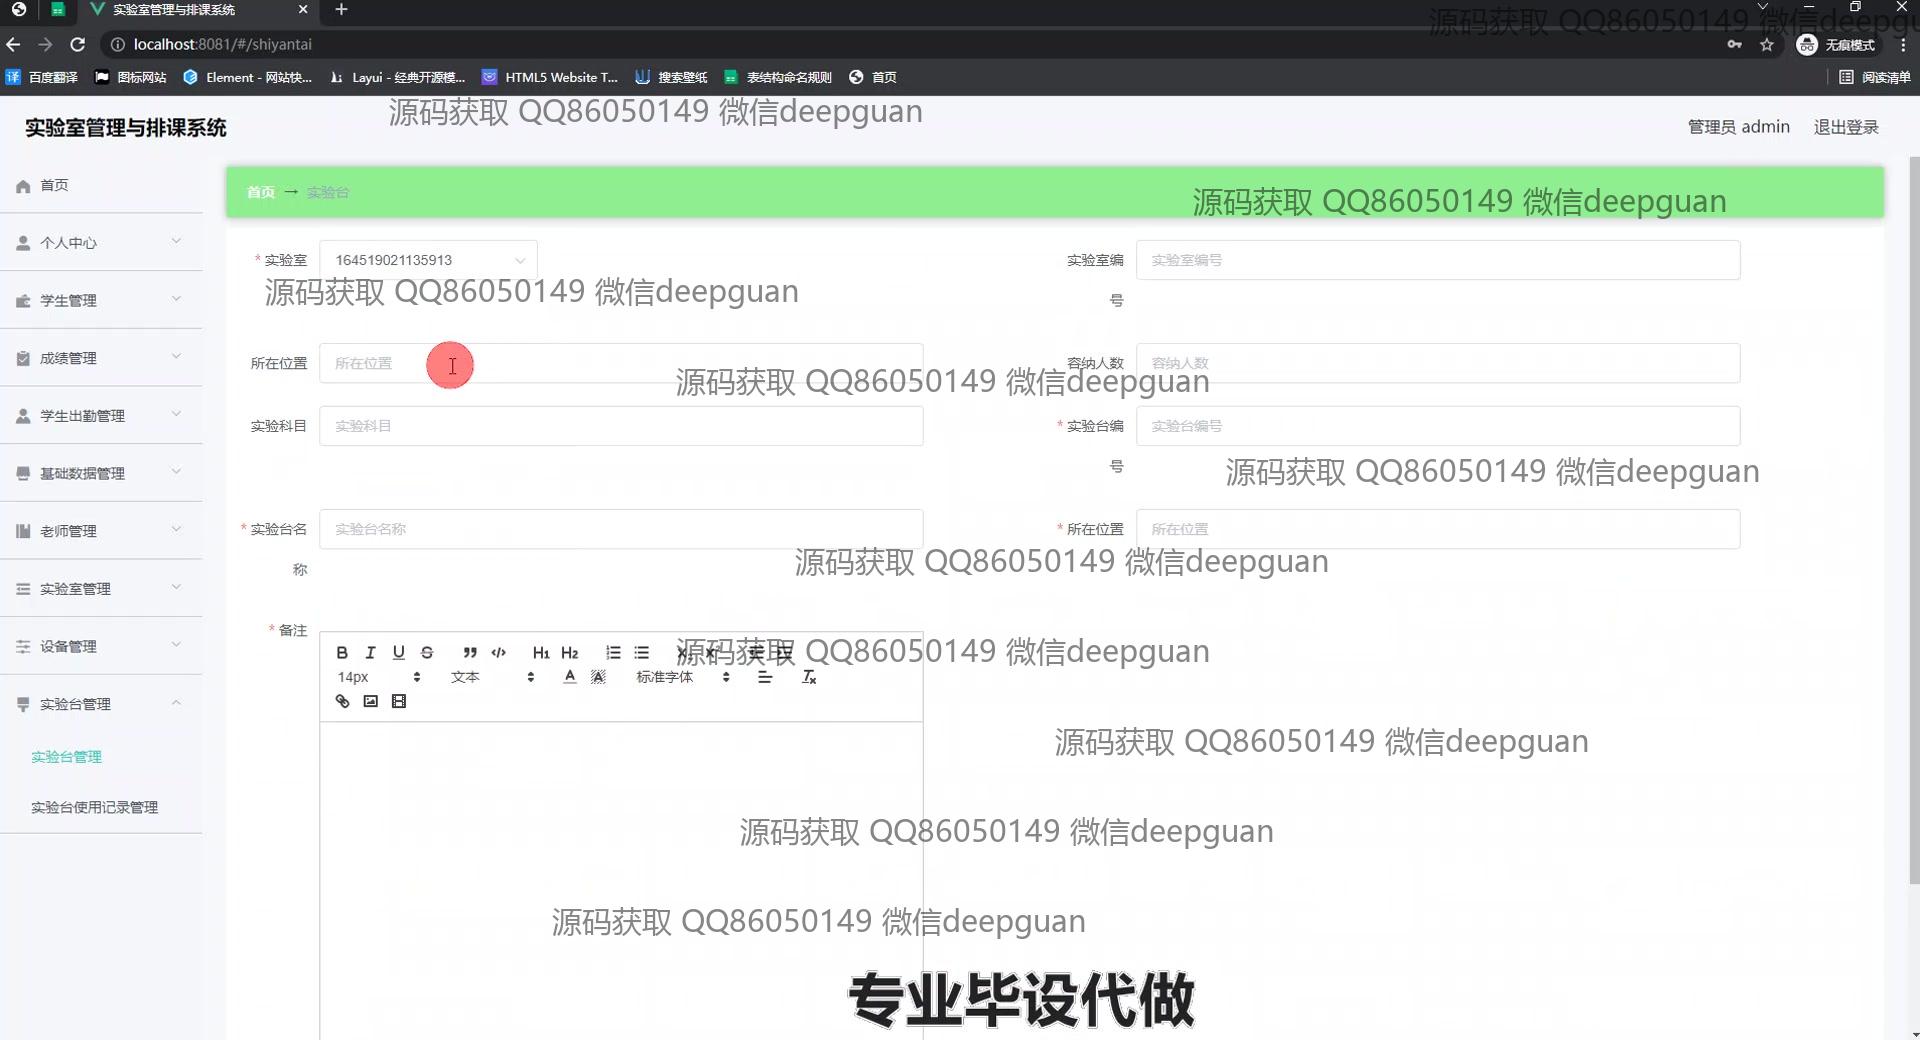 实验室管理与排课系统
localhost:8081/#/shiyantai
无痕模式
百度翻译 图标网站 Element - 网站快... Layui - 经典开源模... HTML5 Website T... 搜索壁纸 表结构命名规则 首页 阅读清单
源码获取 QQ86050149 微信deepgu
源码获取 QQ86050149 微信deepguan
实验室管理与排课系统
管理员 admin 退出登录
首页
个人中心
学生管理
成绩管理
学生出勤管理
基础数据管理
老师管理
实验室管理
设备管理
实验台管理
实验台管理
实验台使用记录管理
首页 → 实验台
源码获取 QQ86050149 微信deepguan
* 实验室 164519021135913
实验室编号 实验室编号
源码获取 QQ86050149 微信deepguan
所在位置 所在位置
容纳人数 容纳人数
源码获取 QQ86050149 微信deepguan
实验科目 实验科目
* 实验台编号 实验台编号
源码获取 QQ86050149 微信deepguan
* 实验台名称 实验台名称
* 所在位置 所在位置
源码获取 QQ86050149 微信deepguan
* 备注
B I U S H1 H2
源码获取 QQ86050149 微信deepguan
14px 文本 A A 标准字体 Tx
源码获取 QQ86050149 微信deepguan
源码获取 QQ86050149 微信deepguan
源码获取 QQ86050149 微信deepguan
专业毕设代做